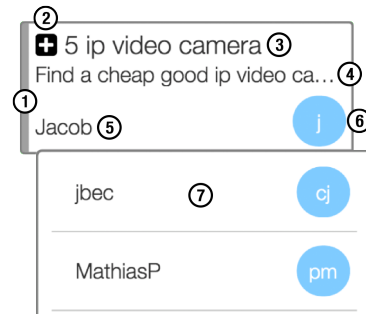 2
5 ip video camera 3
Find a cheap good ip video ca... 4
1
Jacob 5 j 6
jbec 7 cj
MathiasP pm